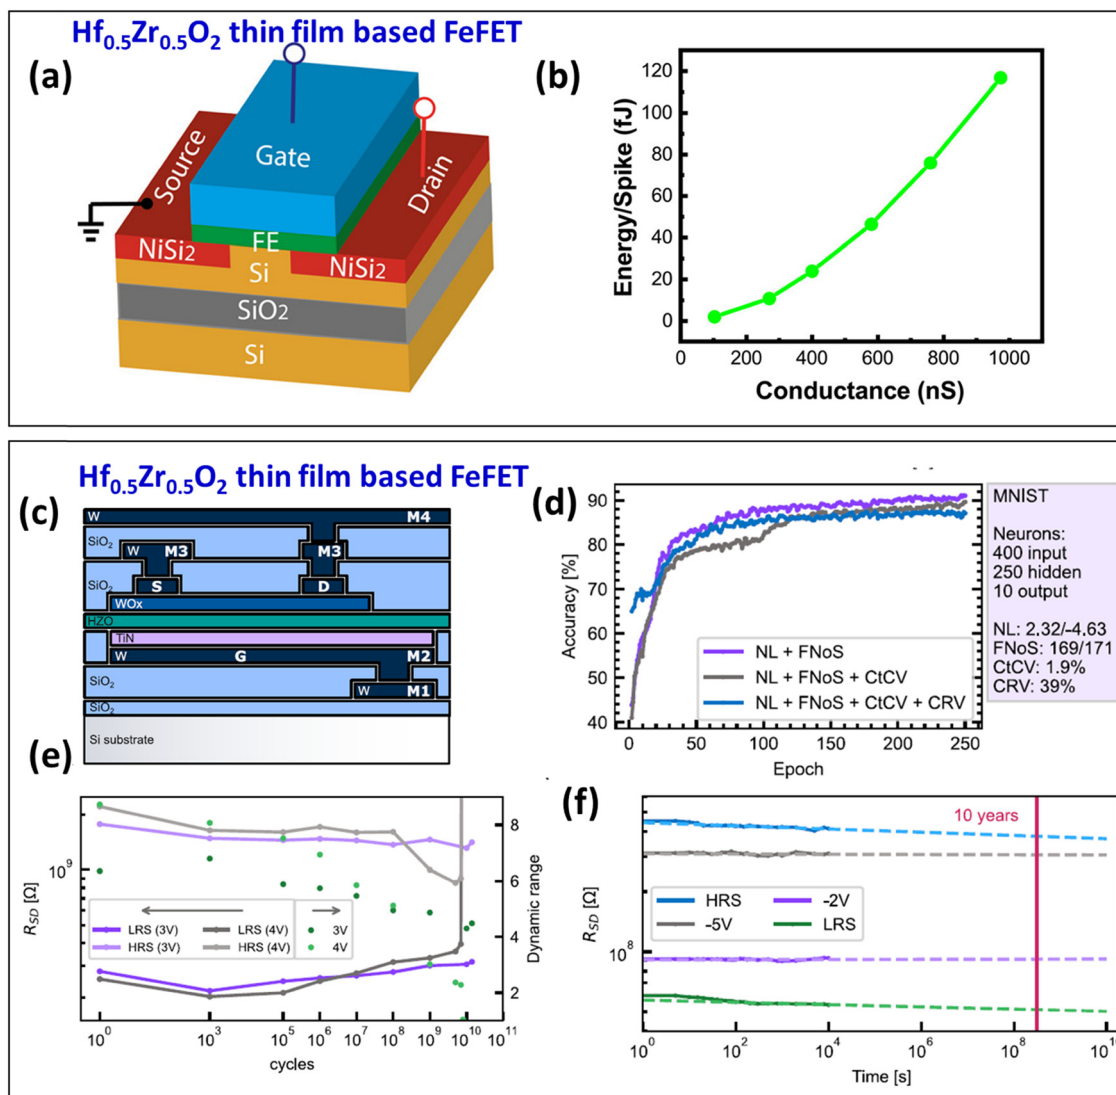 Hf0.5Zr0.5O2 thin film based FeFET
(a)
Source
Gate
Drain
FE
NiSi2
Si
NiSi2
SiO2
Si
(b)
Energy/Spike (fJ)
120
100
80
60
40
20
0
0 200 400 600 800 1000
Conductance (nS)
Hf0.5Zr0.5O2 thin film based FeFET
(c)
W M4
SiO2
W M3 M3
SiO2
S D
WOx
HZO
TiN
W G M2
SiO2
W M1
SiO2
Si substrate
(d)
Accuracy [%]
90
80
70
60
50
40
NL + FNoS
NL + FNoS + CtCV
NL + FNoS + CtCV + CRV
0 50 100 150 200 250
Epoch
MNIST
Neurons:
400 input
250 hidden
10 output
NL: 2.32/-4.63
FNoS: 169/171
CtCV: 1.9%
CRV: 39%
(e)
RSD [Ω]
10^9
LRS (3V) LRS (4V)
HRS (3V) HRS (4V)
3V
4V
8
6
4
2
Dynamic range
10^0 10^3 10^5 10^6 10^7 10^8 10^9 10^10 10^11
cycles
(f)
10 years
RSD [Ω]
10^8
HRS -2V
-5V LRS
10^0 10^2 10^4 10^6 10^8 10^10
Time [s]